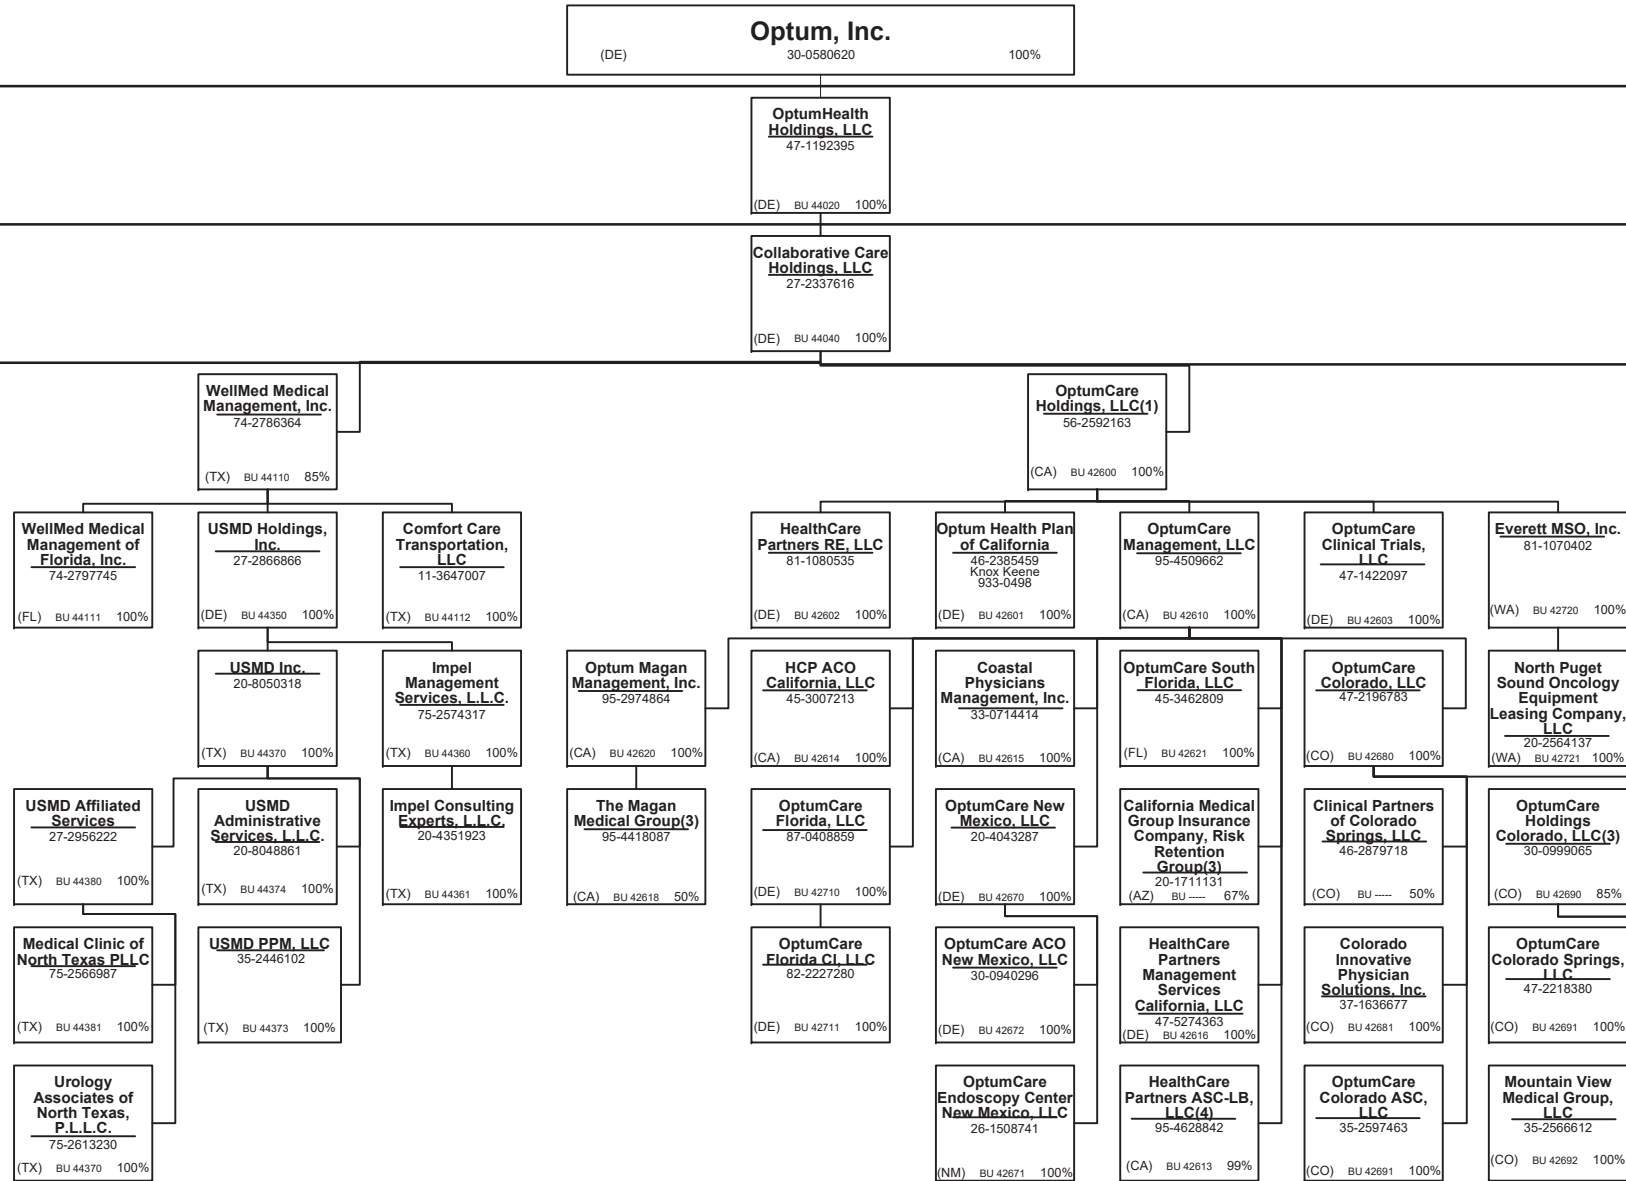 Optum, Inc.
(DE) 30-0580620 100%
OptumHealth
Holdings, LLC
47-1192395
(DE) BU 44020 100%
Collaborative Care
Holdings, LLC
27-2337616
(DE) BU 44040 100%
WellMed Medical
Management, Inc.
74-2786364
(TX) BU 44110 85%
OptumCare
Holdings, LLC(1)
56-2592163
(CA) BU 42600 100%
WellMed Medical
Management of
Florida, Inc.
74-2797745
(FL) BU 44111 100%
USMD Holdings,
Inc.
27-2866866
(DE) BU 44350 100%
Comfort Care
Transportation,
LLC
11-3647007
(TX) BU 44112 100%
HealthCare
Partners RE, LLC
81-1080535
(DE) BU 42602 100%
Optum Health Plan
of California
46-2385459
Knox Keene
933-0498
(DE) BU 42601 100%
OptumCare
Management, LLC
95-4509662
(CA) BU 42610 100%
OptumCare
Clinical Trials,
LLC
47-1422097
(DE) BU 42603 100%
Everett MSO, Inc.
81-1070402
(WA) BU 42720 100%
USMD Inc.
20-8050318
(TX) BU 44370 100%
Impel
Management
Services, L.L.C.
75-2574317
(TX) BU 44360 100%
Optum Magan
Management, Inc.
95-2974864
(CA) BU 42620 100%
HCP ACO
California, LLC
45-3007213
(CA) BU 42614 100%
Coastal
Physicians
Management, Inc.
33-0714414
(CA) BU 42615 100%
OptumCare South
Florida, LLC
45-3462809
(FL) BU 42621 100%
OptumCare
Colorado, LLC
47-2196783
(CO) BU 42680 100%
North Puget
Sound Oncology
Equipment
Leasing Company,
LLC
20-2564137
(WA) BU 42721 100%
USMD Affiliated
Services
27-2956222
(TX) BU 44380 100%
USMD
Administrative
Services, L.L.C.
20-8048861
(TX) BU 44374 100%
Impel Consulting
Experts, L.L.C.
20-4351923
(TX) BU 44361 100%
The Magan
Medical Group(3)
95-4418087
(CA) BU 42618 50%
OptumCare
Florida, LLC
87-0408859
(DE) BU 42710 100%
OptumCare New
Mexico, LLC
20-4043287
(DE) BU 42670 100%
California Medical
Group Insurance
Company, Risk
Retention
Group(3)
20-1711131
(AZ) BU ----- 67%
Clinical Partners
of Colorado
Springs, LLC
46-2879718
(CO) BU ----- 50%
OptumCare
Holdings
Colorado, LLC(3)
30-0999065
(CO) BU 42690 85%
Medical Clinic of
North Texas PLLC
75-2566987
(TX) BU 44381 100%
USMD PPM, LLC
35-2446102
(TX) BU 44373 100%
OptumCare
Florida CI, LLC
82-2227280
(DE) BU 42711 100%
OptumCare ACO
New Mexico, LLC
30-0940296
(DE) BU 42672 100%
HealthCare
Partners
Management
Services
California, LLC
47-5274363
(DE) BU 42616 100%
Colorado
Innovative
Physician
Solutions, Inc.
37-1636677
(CO) BU 42681 100%
OptumCare
Colorado Springs,
LLC
47-2218380
(CO) BU 42691 100%
Urology
Associates of
North Texas,
P.L.L.C.
75-2613230
(TX) BU 44370 100%
OptumCare
Endoscopy Center
New Mexico, LLC
26-1508741
(NM) BU 42671 100%
HealthCare
Partners ASC-LB,
LLC(4)
95-4628842
(CA) BU 42613 99%
OptumCare
Colorado ASC,
LLC
35-2597463
(CO) BU 42691 100%
Mountain View
Medical Group,
LLC
35-2566612
(CO) BU 42692 100%